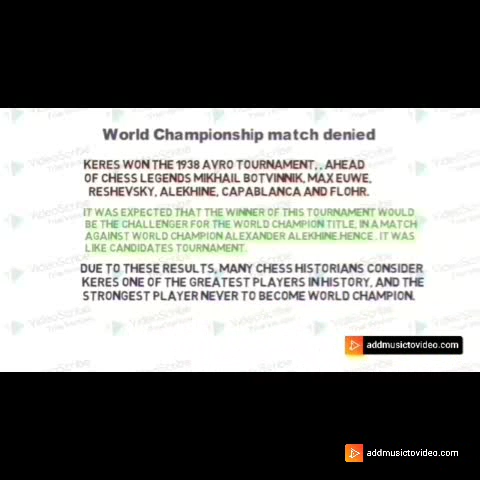 World Championship match denied
KERES WON THE 1938 AVRO TOURNAMENT, , AHEAD
OF CHESS LEGENDS MIKHAIL BOTVINNIK, MAX EUWE,
RESHEVSKY, ALEKHINE, CAPABLANCA AND FLOHR.
IT WAS EXPECTED THAT THE WINNER OF THIS TOURNAMENT WOULD
BE THE CHALLENGER FOR THE WORLD CHAMPION TITLE, IN A MATCH
AGAINST WORLD CHAMPION ALEXANDER ALEKHINE.HENCE . IT WAS
LIKE CANDIDATES TOURNAMENT.
DUE TO THESE RESULTS, MANY CHESS HISTORIANS CONSIDER
KERES ONE OF THE GREATEST PLAYERS IN HISTORY, AND THE
STRONGEST PLAYER NEVER TO BECOME WORLD CHAMPION.
addmusictovideo.com
addmusictovideo.com